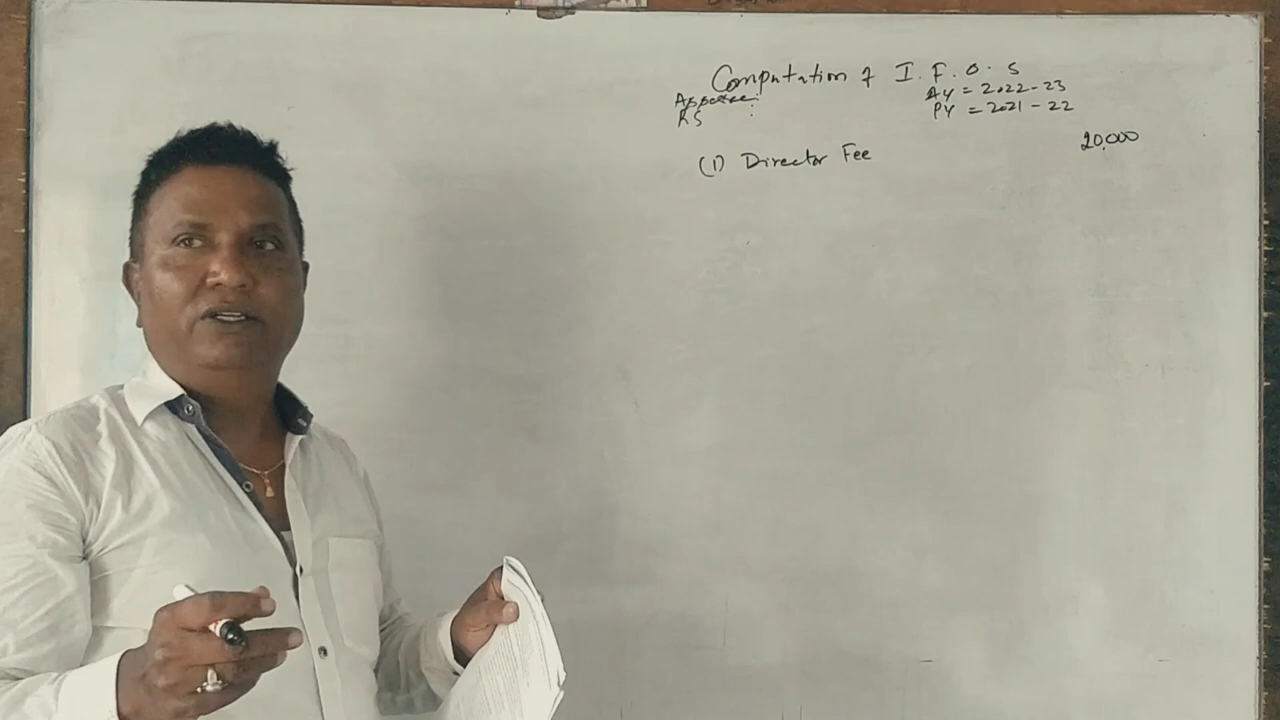 Computation of I.F.O.S
Assessee: AY = 2022-23
RS : PY = 2021-22
(1) Director Fee 20,000